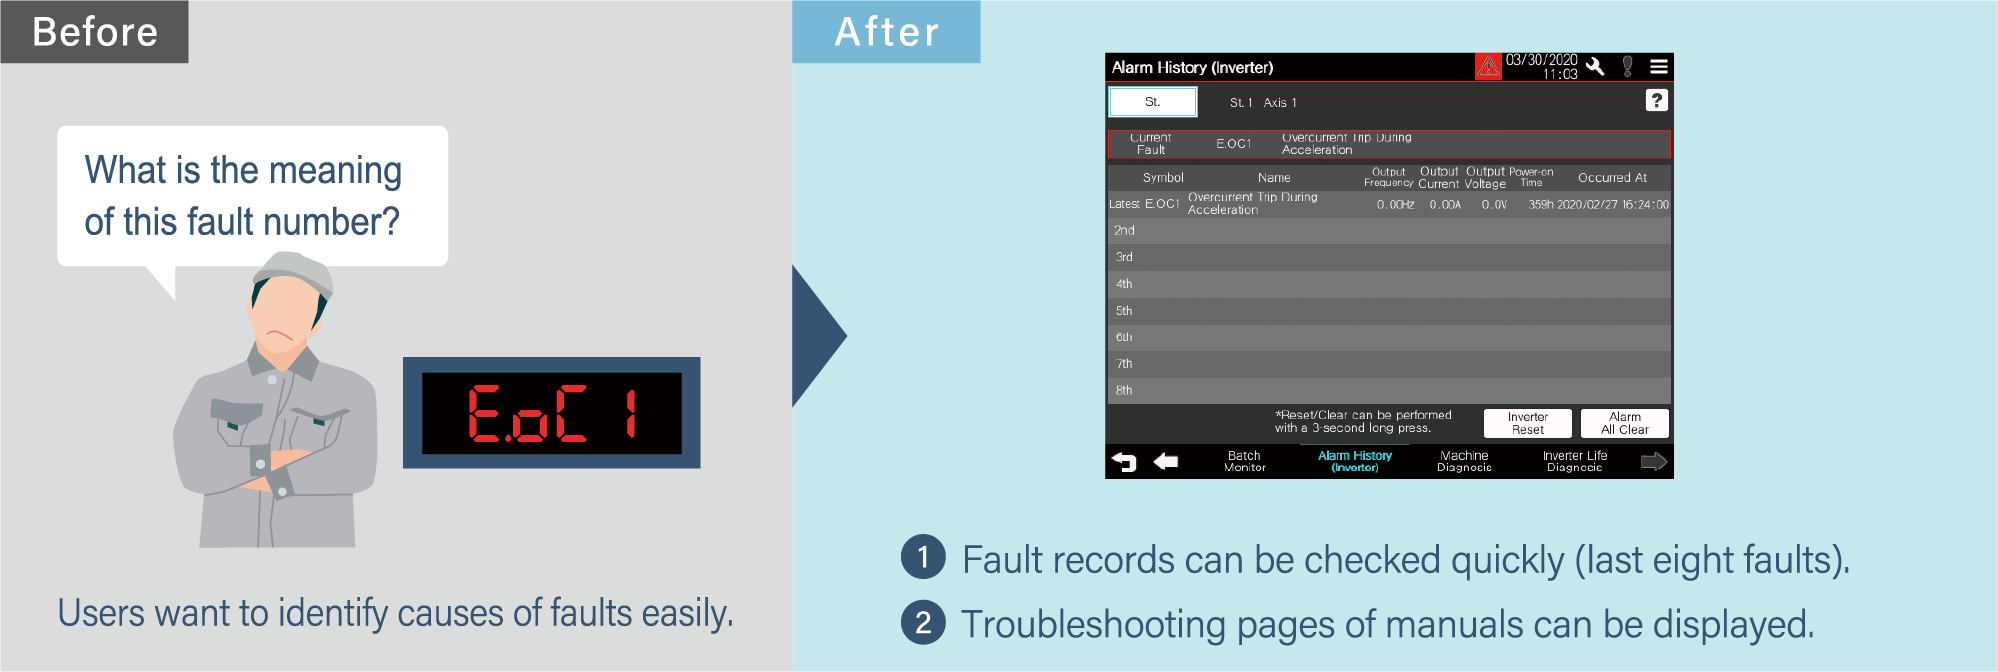 Before
What is the meaning
of this fault number?
E.oC1
Users want to identify causes of faults easily.
After
Alarm History (Inverter)
03/30/2020
11:03
St.
St. 1 Axis 1
?
Current
Fault
E.OC1
Overcurrent Trip During
Acceleration
Symbol
Name
Output
Frequency
Output
Current
Output
Voltage
Power-on
Time
Occurred At
Latest E.OC1 Overcurrent Trip During
Acceleration
0.00Hz 0.00A 0.0V 359h 2020/02/27 16:24:00
2nd
3rd
4th
5th
6th
7th
8th
*Reset/Clear can be performed
with a 3-second long press.
Inverter
Reset
Alarm
All Clear
Batch
Monitor
Alarm History
(Inverter)
Machine
Diagnosis
Inverter Life
Diagnosis
1 Fault records can be checked quickly (last eight faults).
2 Troubleshooting pages of manuals can be displayed.